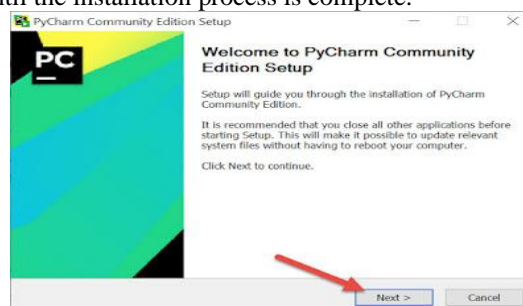 the installation process is complete.
PyCharm Community Edition Setup
PC
Welcome to PyCharm Community
Edition Setup
Setup will guide you through the installation of PyCharm
Community Edition.
It is recommended that you close all other applications before
starting Setup. This will make it possible to update relevant
system files without having to reboot your computer.
Click Next to continue.
Next >
Cancel